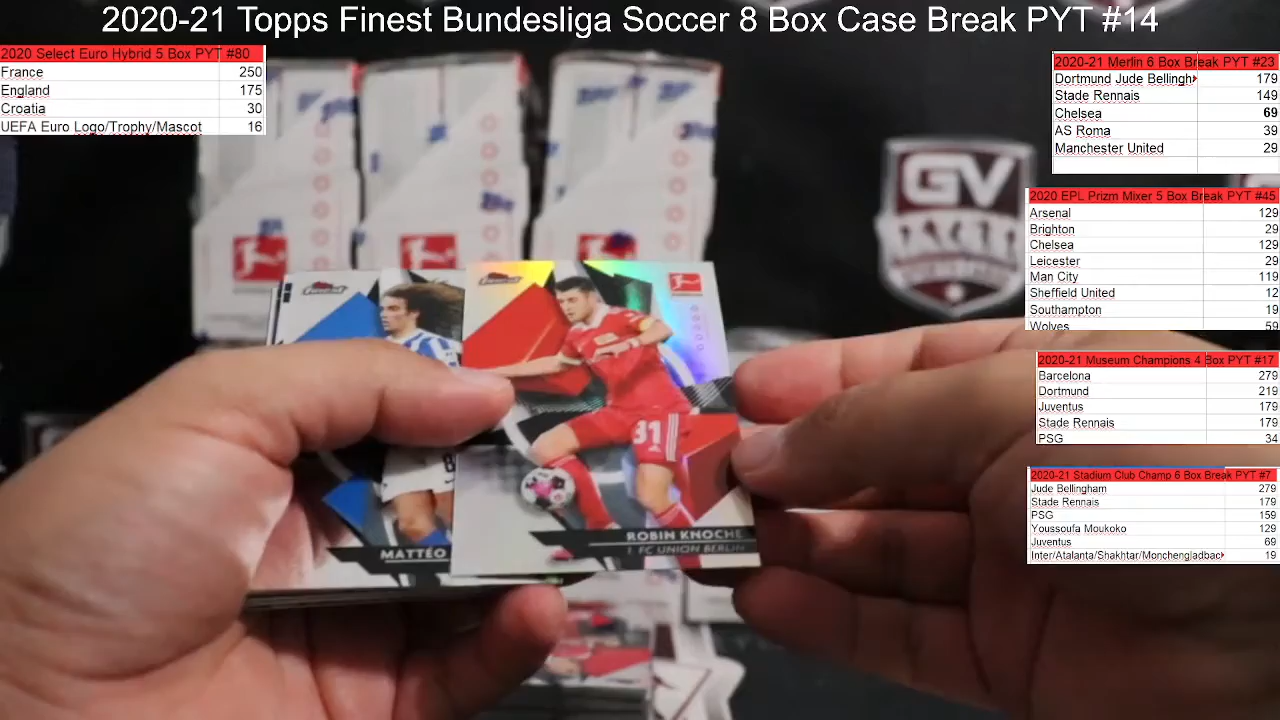 2020-21 Topps Finest Bundesliga Soccer 8 Box Case Break PYT #14
2020 Select Euro Hybrid 5 Box PYT #80
France 250
England 175
Croatia 30
UEFA Euro Logo/Trophy/Mascot 16
2020-21 Merlin 6 Box Break PYT #23
Dortmund Jude Bellingh 179
Stade Rennais 149
Chelsea 69
AS Roma 39
Manchester United 29
2020 EPL Prizm Mixer 5 Box Break PYT #45
Arsenal 129
Brighton 29
Chelsea 129
Leicester 29
Man City 119
Sheffield United 12
Southampton 19
Wolves 59
2020-21 Museum Champions 4 Box PYT #17
Barcelona 279
Dortmund 219
Juventus 179
Stade Rennais 179
PSG 34
2020-21 Stadium Club Champ 6 Box Break PYT #7
Jude Bellingham 279
Stade Rennais 179
PSG 159
Youssoufa Moukoko 129
Juventus 69
Inter/Atalanta/Shakhtar/Monchengladbac 19
GV
Finest
Finest
31
8
MATTÉO
ROBIN KNOCHE
1. FC UNION BERLIN